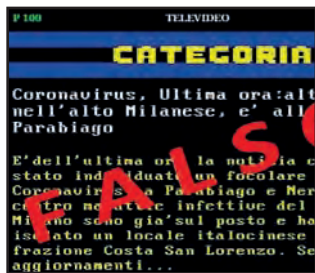 P 100 TELEVIDEO
CATEGORIA
Coronavirus, Ultima ora:alt
nell'alto Milanese, e' all
Parabiago
E'dell'ultima ora la notizia c
stato individuato un focolare
Coronavirus a Parabiago e Ner
centro malattie infettive del
Milano sono gia'sul posto e ha
isolato un locale italocinese
frazione Costa San Lorenzo. Se
aggiornamenti...
FALSO